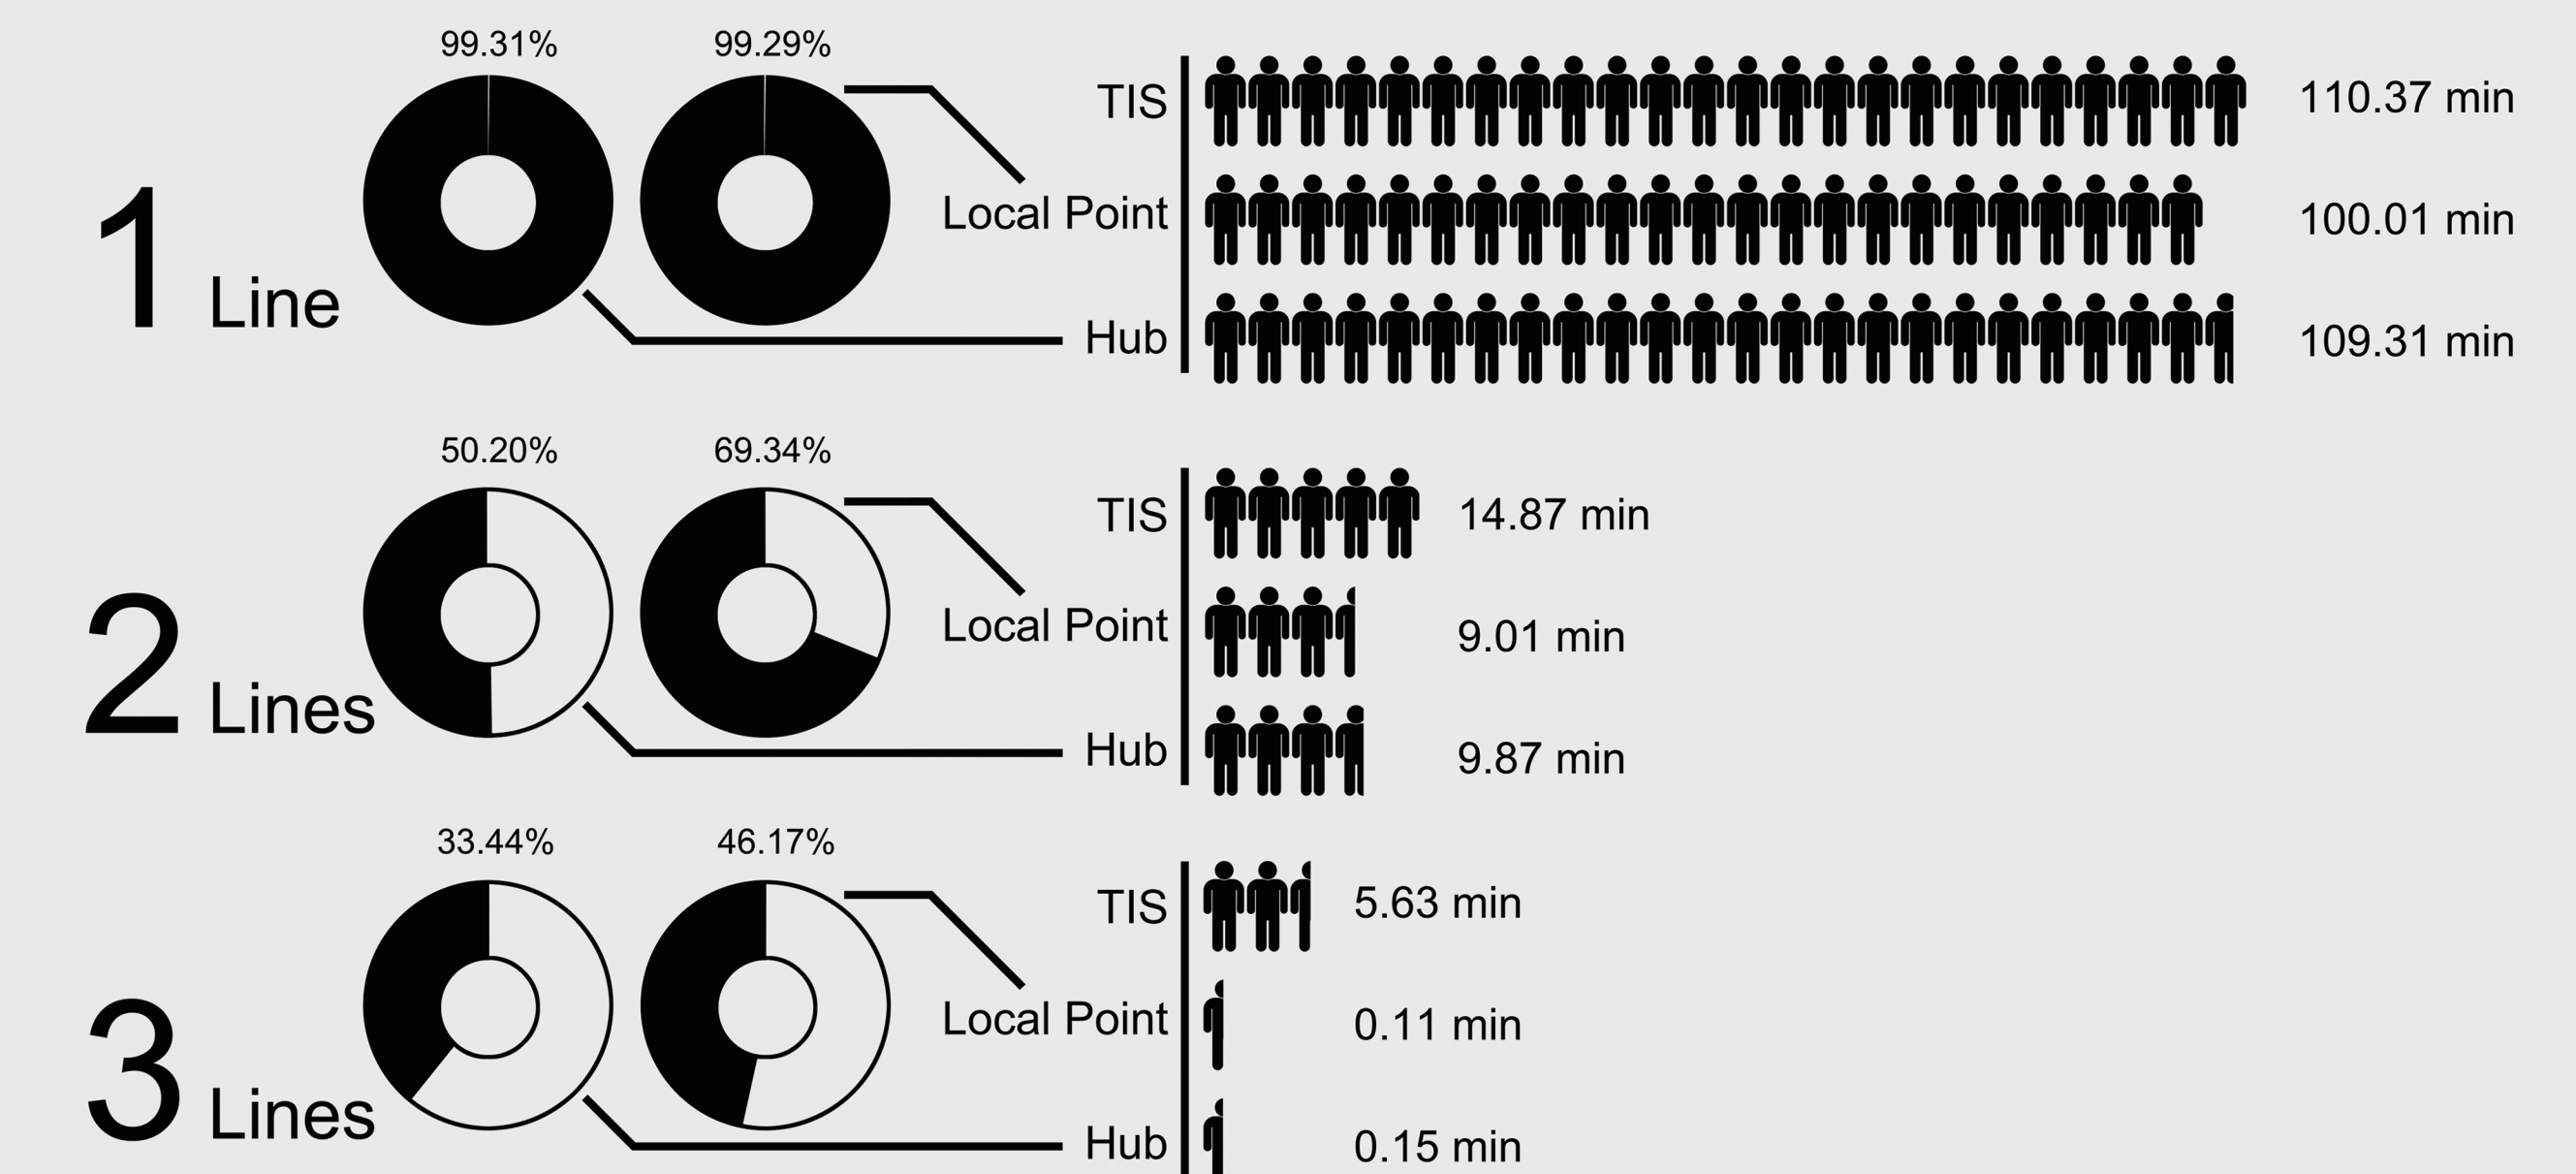 99.31% 99.29%
1 Line
TIS 110.37 min
Local Point 100.01 min
Hub 109.31 min
50.20% 69.34%
2 Lines
TIS 14.87 min
Local Point 9.01 min
Hub 9.87 min
33.44% 46.17%
3 Lines
TIS 5.63 min
Local Point 0.11 min
Hub 0.15 min